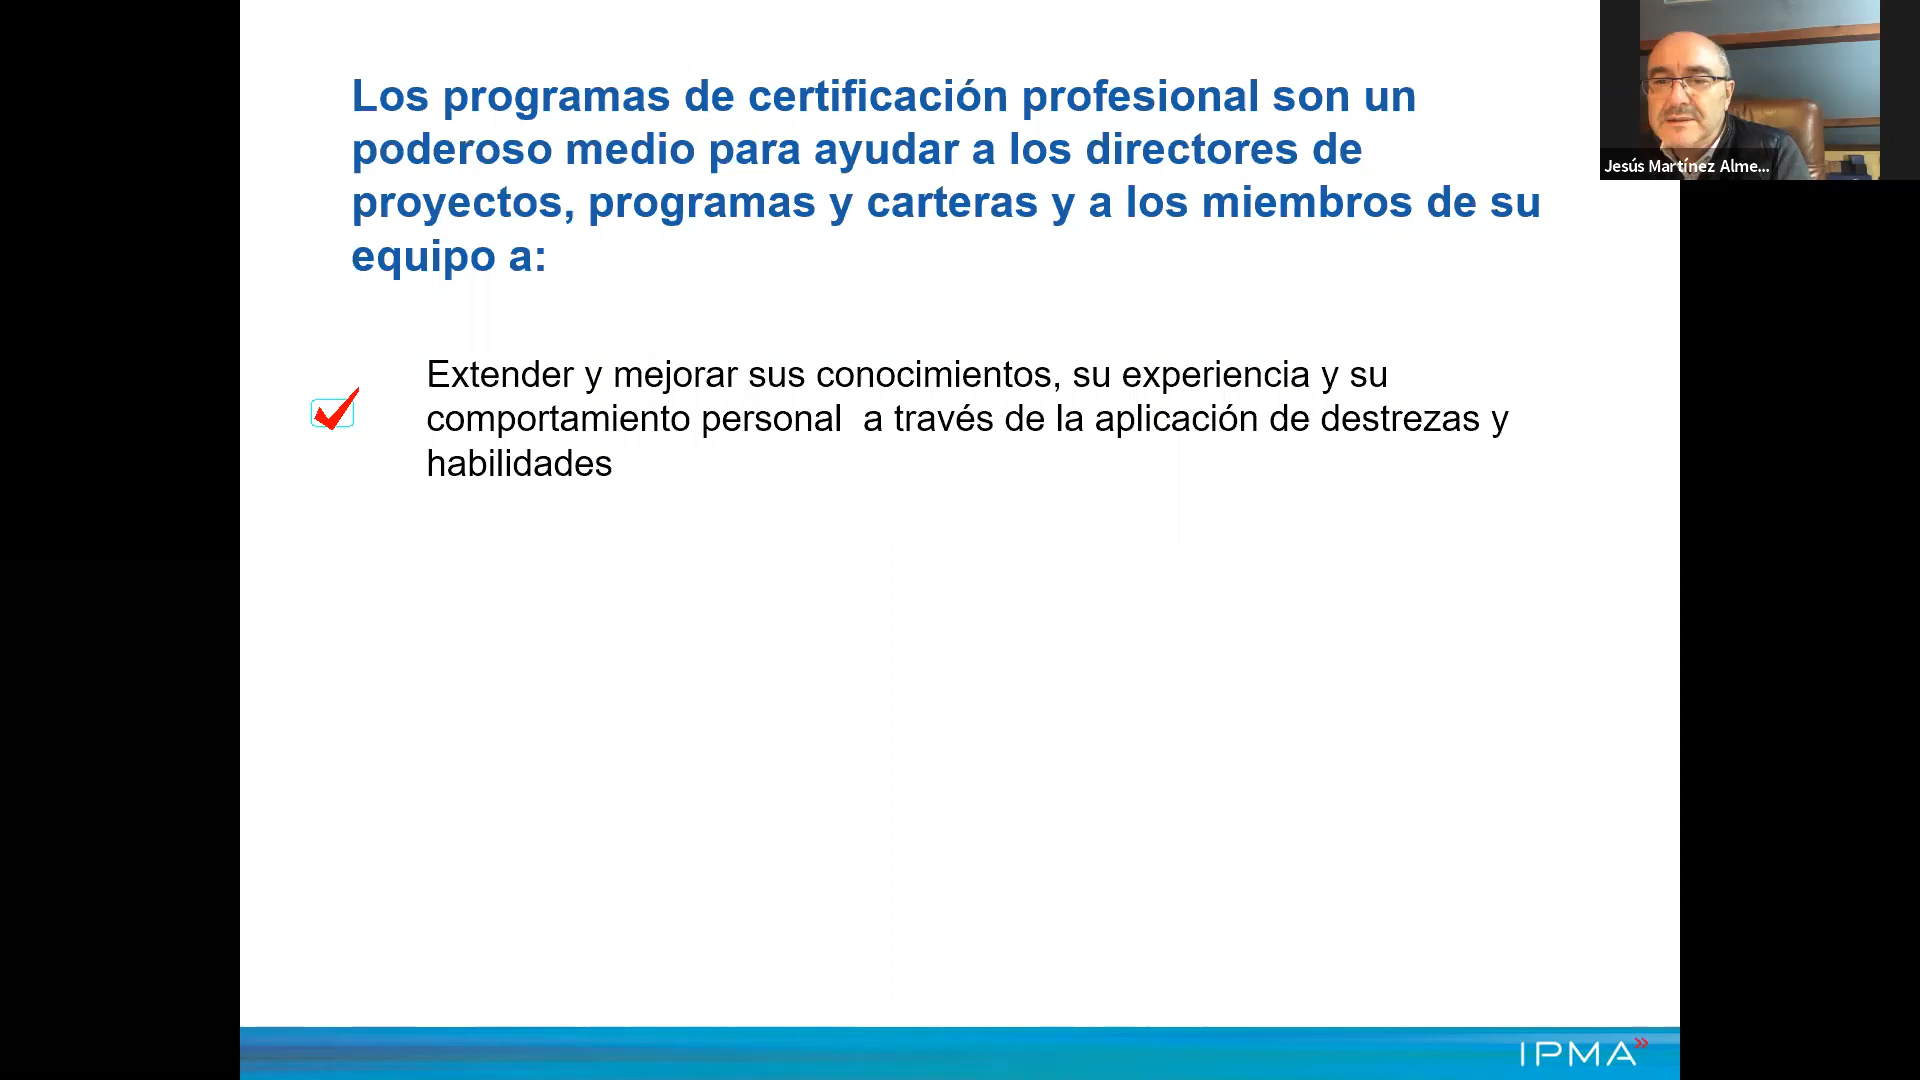 Los programas de certificación profesional son un
poderoso medio para ayudar a los directores de
proyectos, programas y carteras y a los miembros de su
equipo a:
Extender y mejorar sus conocimientos, su experiencia y su
comportamiento personal  a través de la aplicación de destrezas y
habilidades
Jesús Martínez Alme...
IPMA